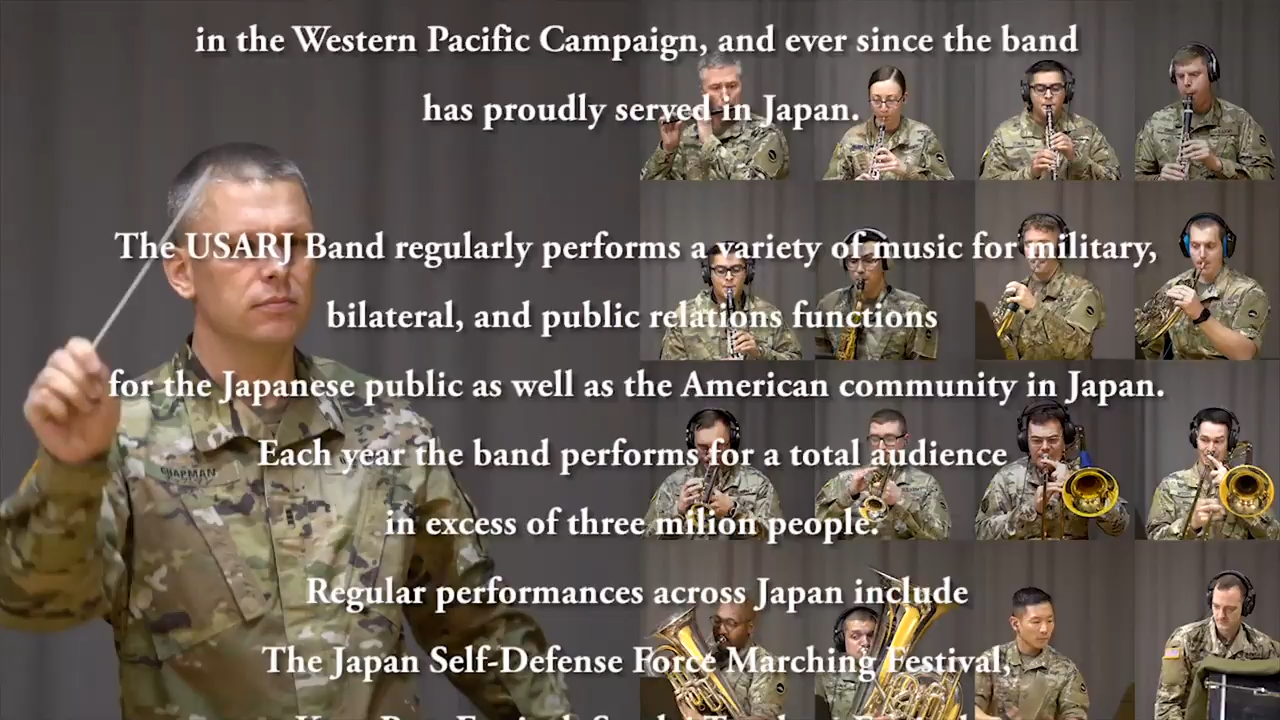 in the Western Pacific Campaign, and ever since the band
has proudly served in Japan.
The USARJ Band regularly performs a variety of music for military,
bilateral, and public relations functions
for the Japanese public as well as the American community in Japan.
Each year the band performs for a total audience
CHAPMAN
in excess of three milion people.
Regular performances across Japan include
The Japan Self-Defense Force Marching Festival,